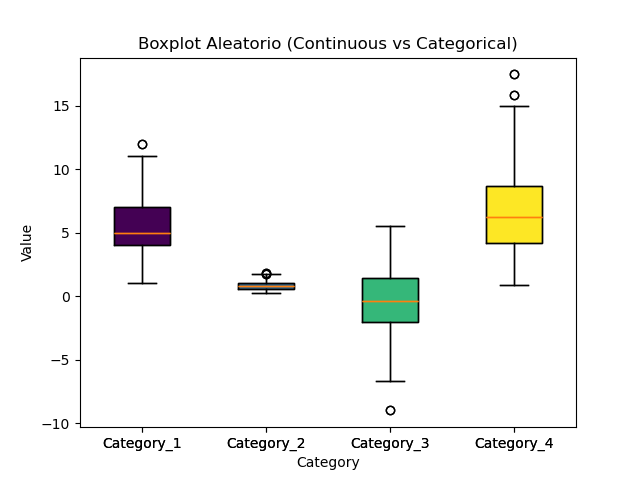 Boxplot Aleatorio (Continuous vs Categorical)
Value
15
10
5
0
−5
−10
Category_1 Category_2 Category_3 Category_4
Category